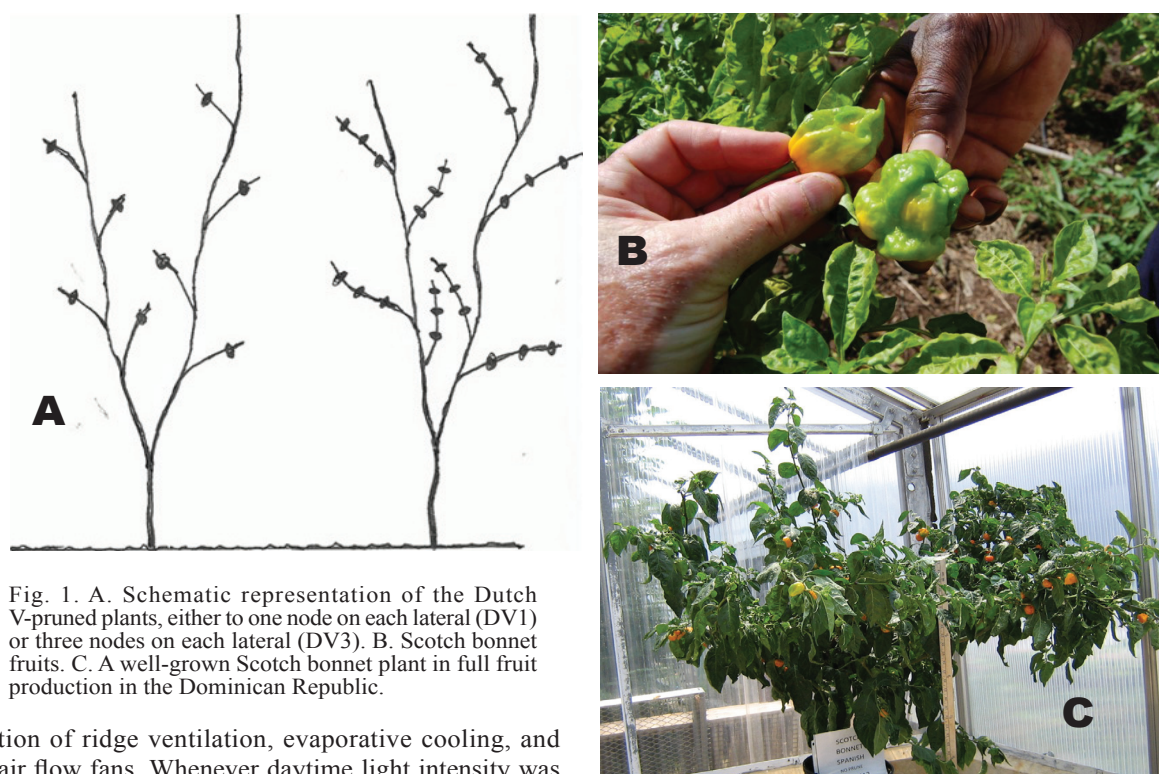 A
B
C
SCOTCH
BONNET
SPANISH
NO PRUNE
Fig. 1. A. Schematic representation of the Dutch
V-pruned plants, either to one node on each lateral (DV1)
or three nodes on each lateral (DV3). B. Scotch bonnet
fruits. C. A well-grown Scotch bonnet plant in full fruit
production in the Dominican Republic.
tion of ridge ventilation, evaporative cooling, and
air flow fans. Whenever daytime light intensity was